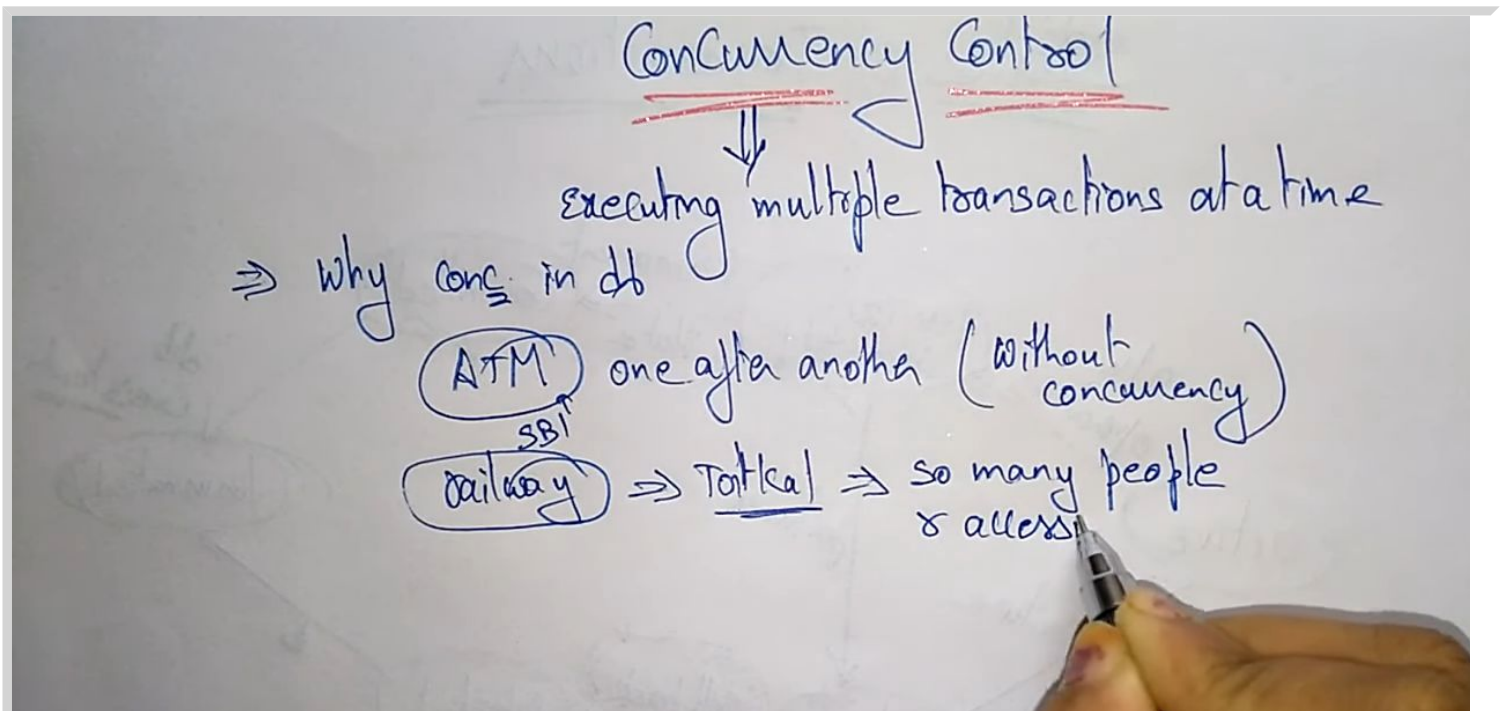 Concurrency Control
Executing multiple transactions at a time
⇒ Why conc. in db
ATM one after another (without
concurrency)
SBI
railway ⇒ Tatkal ⇒ so many people
r access